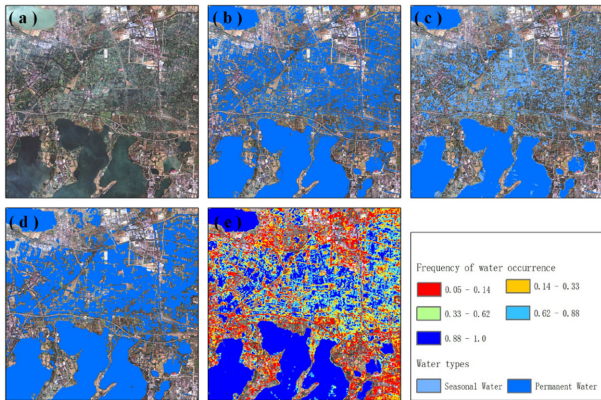 (a)
(b)
(c)
(d)
(e)
Frequency of water occurrence
0.05 - 0.14
0.14 - 0.33
0.33 - 0.62
0.62 - 0.88
0.88 - 1.0
Water types
Seasonal Water
Permanent Water